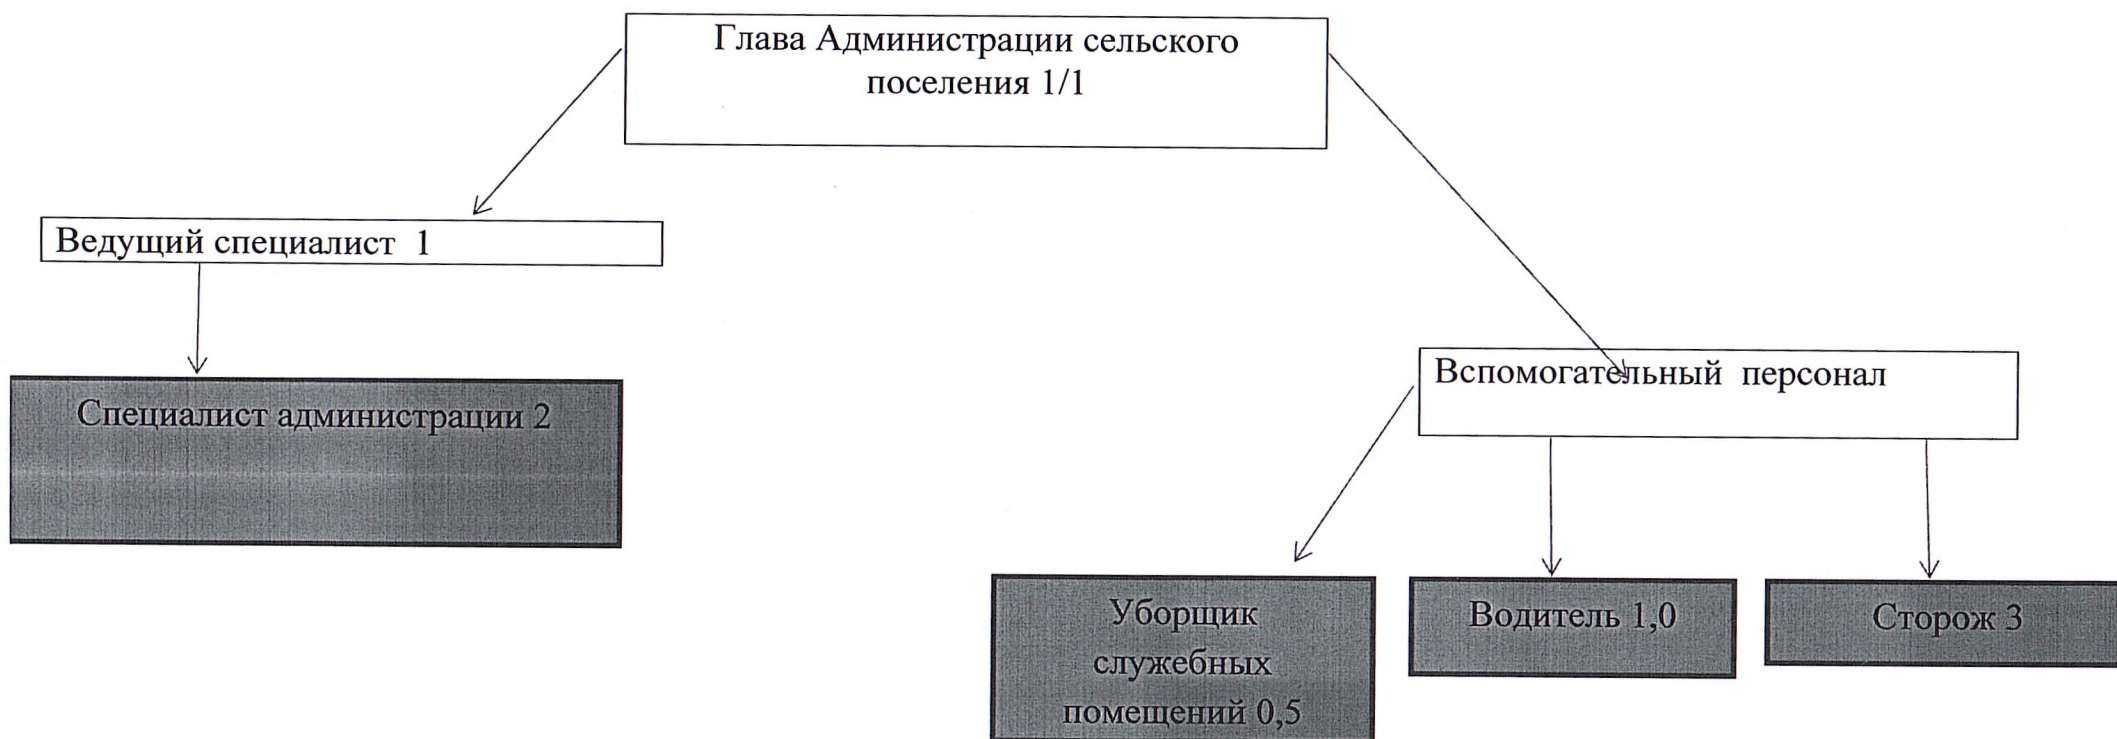 Глава Администрации сельского
поселения 1/1
Ведущий специалист 1
Вспомогательный персонал
Специалист администрации 2
Уборщик
служебных
помещений 0,5
Водитель 1,0
Сторож 3